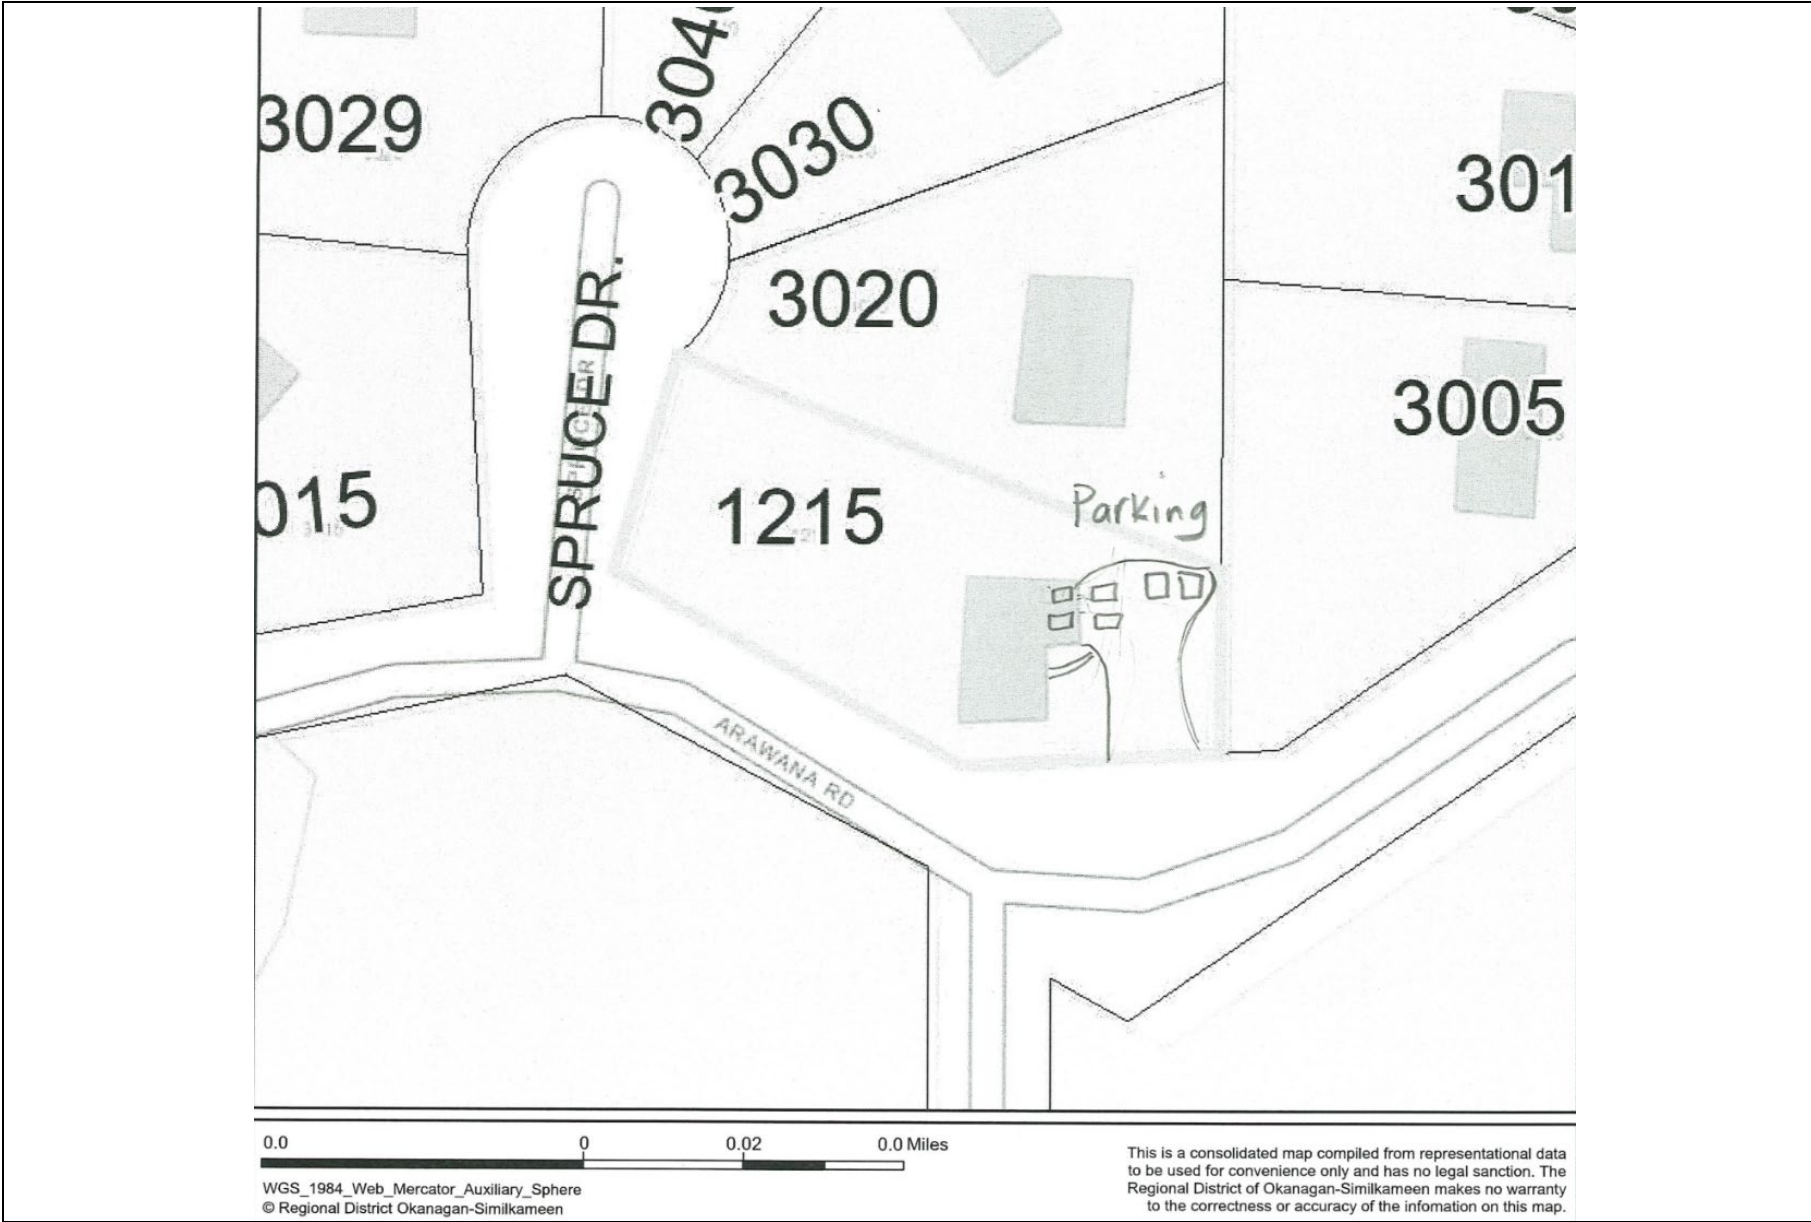 304
3029
3030
301
3020
3005
SPRUCE DR.
SPRUCE DR
015
1215
Parking
ARAWANA RD
0.0 0 0.02 0.0 Miles
WGS_1984_Web_Mercator_Auxiliary_Sphere
© Regional District Okanagan-Similkameen
This is a consolidated map compiled from representational data
to be used for convenience only and has no legal sanction. The
Regional District of Okanagan-Similkameen makes no warranty
to the correctness or accuracy of the infomation on this map.